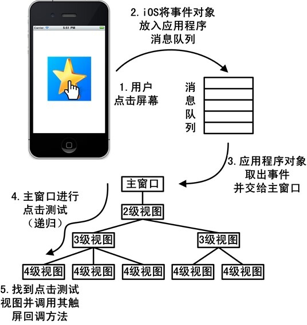 2. iOS将事件对象
放入应用程序
消息队列
1. 用户
点击屏幕
消
息
队
列
3. 应用程序对象
取出事件
并交给主窗口
4. 主窗口进行
点击测试
（递归）
主窗口
2级视图
3级视图 3级视图
4级视图 4级视图 4级视图 4级视图 4级视图
5. 找到点击测试
视图并调用其触
屏回调方法